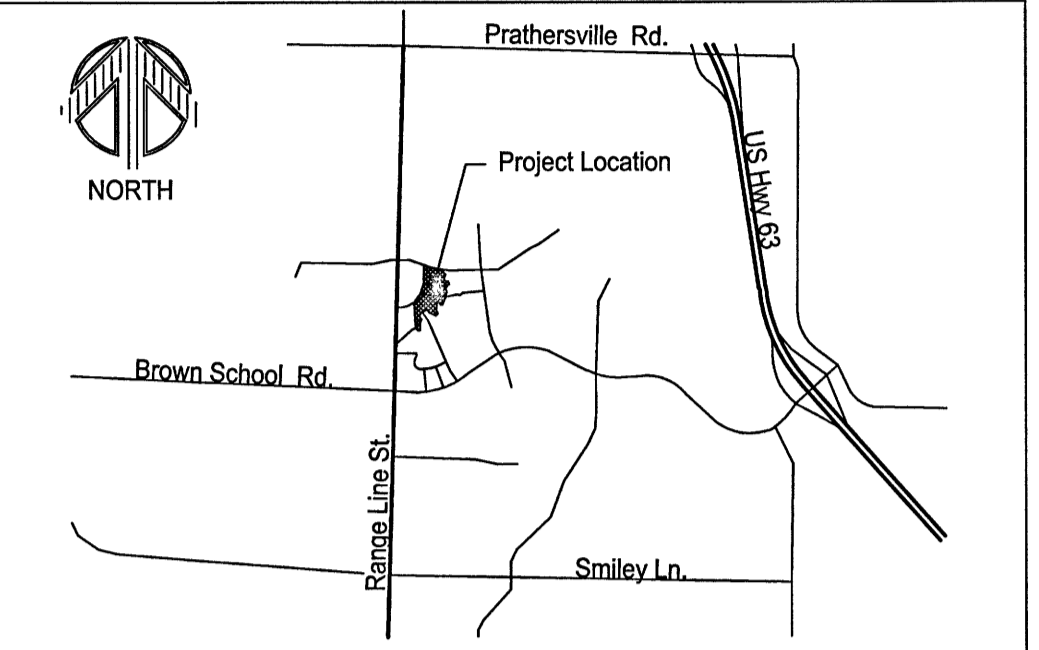 Prathersville Rd.
NORTH
Project Location
US Hwy 63
Brown School Rd.
Range Line St.
Smiley Ln.